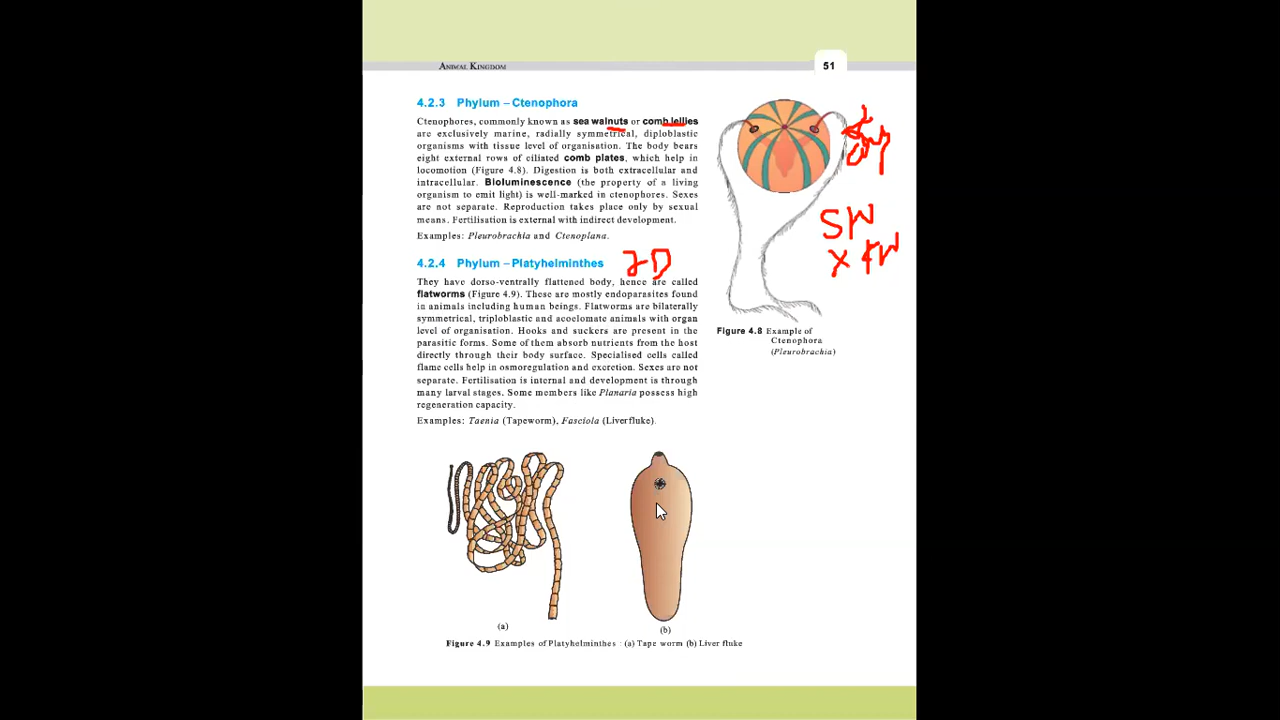 ANIMAL KINGDOM
51
4.2.3 Phylum – Ctenophora
Ctenophores, commonly known as sea walnuts or comb jellies
are exclusively marine, radially symmetrical, diploblastic
organisms with tissue level of organisation. The body bears
eight external rows of ciliated comb plates, which help in
locomotion (Figure 4.8). Digestion is both extracellular and
intracellular. Bioluminescence (the property of a living
organism to emit light) is well-marked in ctenophores. Sexes
are not separate. Reproduction takes place only by sexual
means. Fertilisation is external with indirect development.
Examples: Pleurobrachia and Ctenoplana.
SW
X FW
Figure 4.8 Example of
Ctenophora
(Pleurobrachia)
4.2.4 Phylum – Platyhelminthes
2D
They have dorso-ventrally flattened body, hence are called
flatworms (Figure 4.9). These are mostly endoparasites found
in animals including human beings. Flatworms are bilaterally
symmetrical, triploblastic and acoelomate animals with organ
level of organisation. Hooks and suckers are present in the
parasitic forms. Some of them absorb nutrients from the host
directly through their body surface. Specialised cells called
flame cells help in osmoregulation and excretion. Sexes are not
separate. Fertilisation is internal and development is through
many larval stages. Some members like Planaria possess high
regeneration capacity.
Examples: Taenia (Tapeworm), Fasciola (Liver fluke).
(a)
(b)
Figure 4.9 Examples of Platyhelminthes : (a) Tape worm (b) Liver fluke